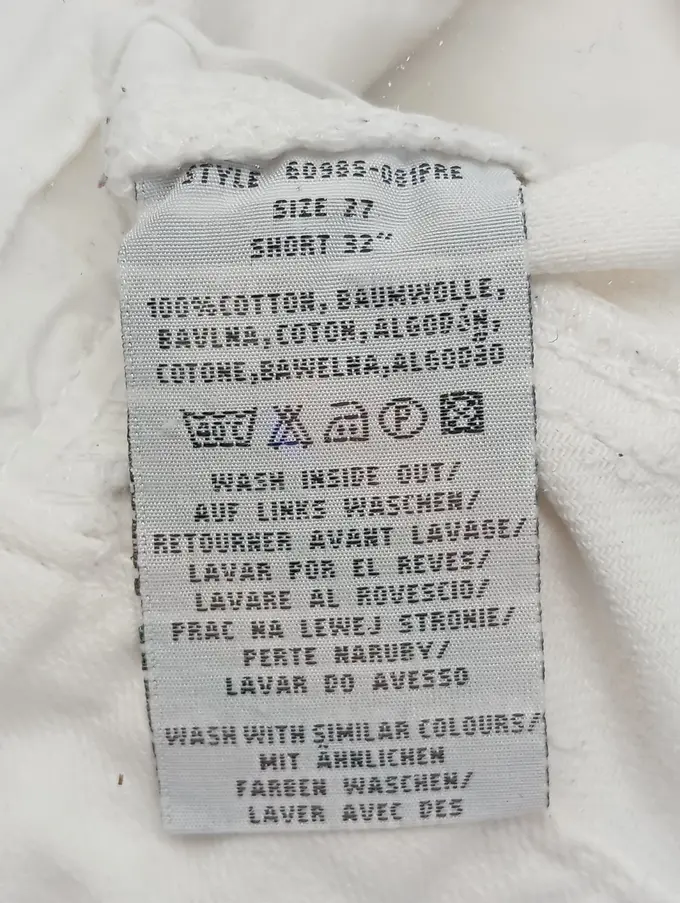 STYLE 60985-081PRE
SIZE 27
SHORT 32"
100%COTTON, BAUMWOLLE,
BAVLNA, COTON, ALGODÓN,
COTONE, BAWELNA, ALGODÃO
40C P
WASH INSIDE OUT/
AUF LINKS WASCHEN/
RETOURNER AVANT LAVAGE/
LAVAR POR EL REVES/
LAVARE AL ROVESCIO/
PRAC NA LEWEJ STRONIE/
PERTE NARUBY/
LAVAR DO AVESSO
WASH WITH SIMILAR COLOURS/
MIT ÄHNLICHEN
FARBEN WASCHEN/
LAVER AVEC DES